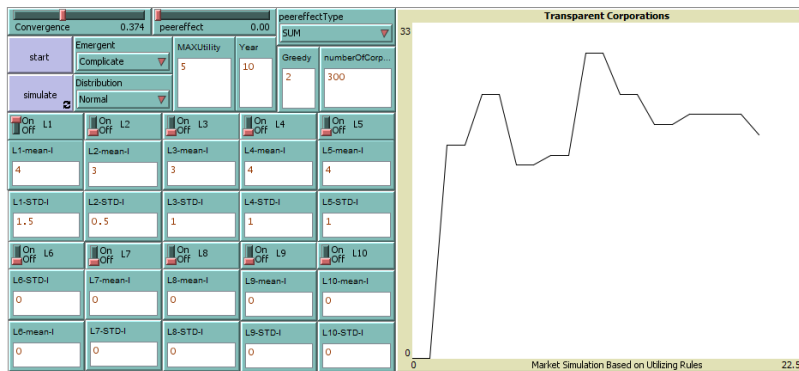 Convergence 0.374 peereffect 0.00 peereffectType
SUM
start Emergent MAXUtility Year Greedy numberOfCorp...
Complicate 5 10 2 300
simulate Distribution
Normal
On Off L1 On Off L2 On Off L3 On Off L4 On Off L5
L1-mean-I L2-mean-I L3-mean-I L4-mean-I L5-mean-I
4 3 3 4 4
L1-STD-I L2-STD-I L3-STD-I L4-STD-I L5-STD-I
1.5 0.5 1 1 1
On Off L6 On Off L7 On Off L8 On Off L9 On Off L10
L6-STD-I L7-mean-I L8-mean-I L9-mean-I L10-mean-I
0 0 0 0 0
L6-mean-I L7-STD-I L8-STD-I L9-STD-I L10-STD-I
0 0 0 0 0
Transparent Corporations
33
0
0 Market Simulation Based on Utilizing Rules 22.5